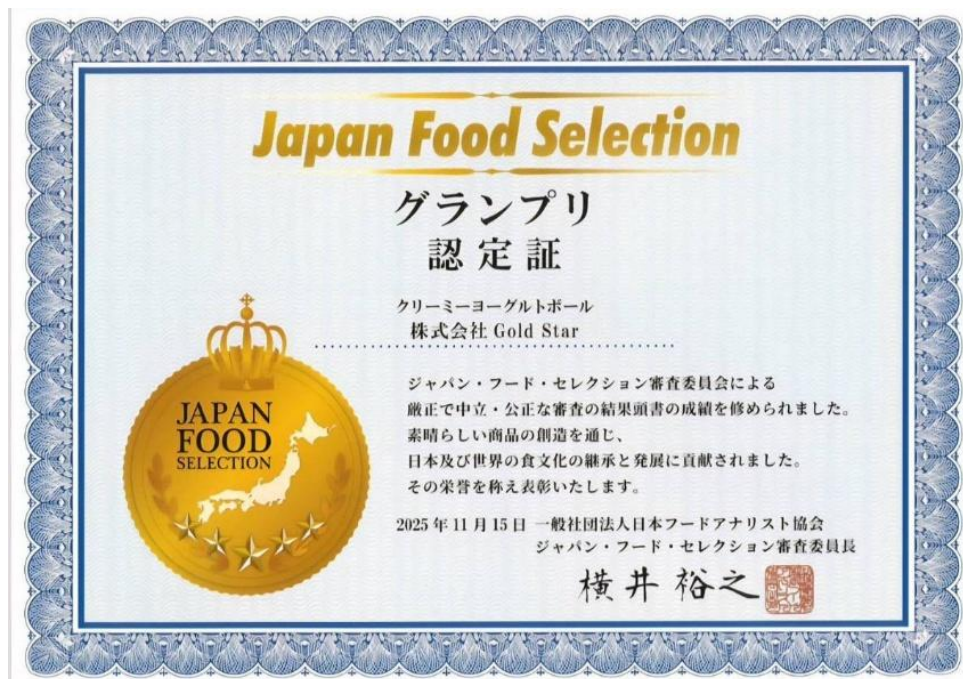 Japan Food Selection
グランプリ
認定証
クリーミーヨーグルトボール
株式会社 Gold Star
JAPAN
FOOD
SELECTION
ジャパン・フード・セレクション審査委員会による
厳正で中立・公正な審査の結果頭書の成績を修められました。
素晴らしい商品の創造を通じ、
日本及び世界の食文化の継承と発展に貢献されました。
その栄誉を称え表彰いたします。
2025年11月15日 一般社団法人日本フードアナリスト協会
ジャパン・フード・セレクション審査委員長
横井裕之